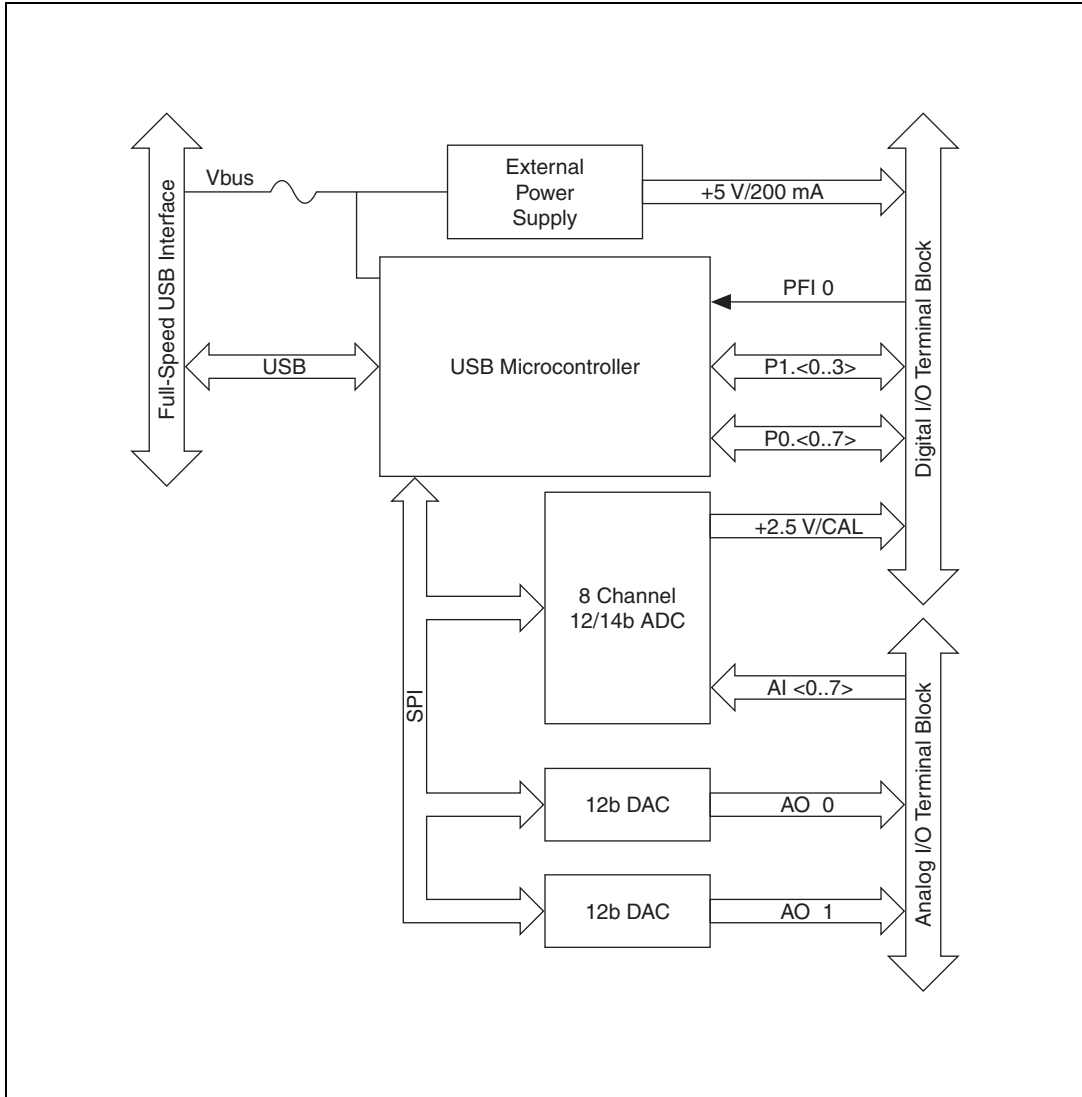 Full-Speed USB Interface
Vbus
External
Power
Supply
+5 V/200 mA
Digital I/O Terminal Block
PFI 0
USB
USB Microcontroller
P1.<0..3>
P0.<0..7>
+2.5 V/CAL
8 Channel
12/14b ADC
AI <0..7>
SPI
Analog I/O Terminal Block
12b DAC
AO 0
12b DAC
AO 1